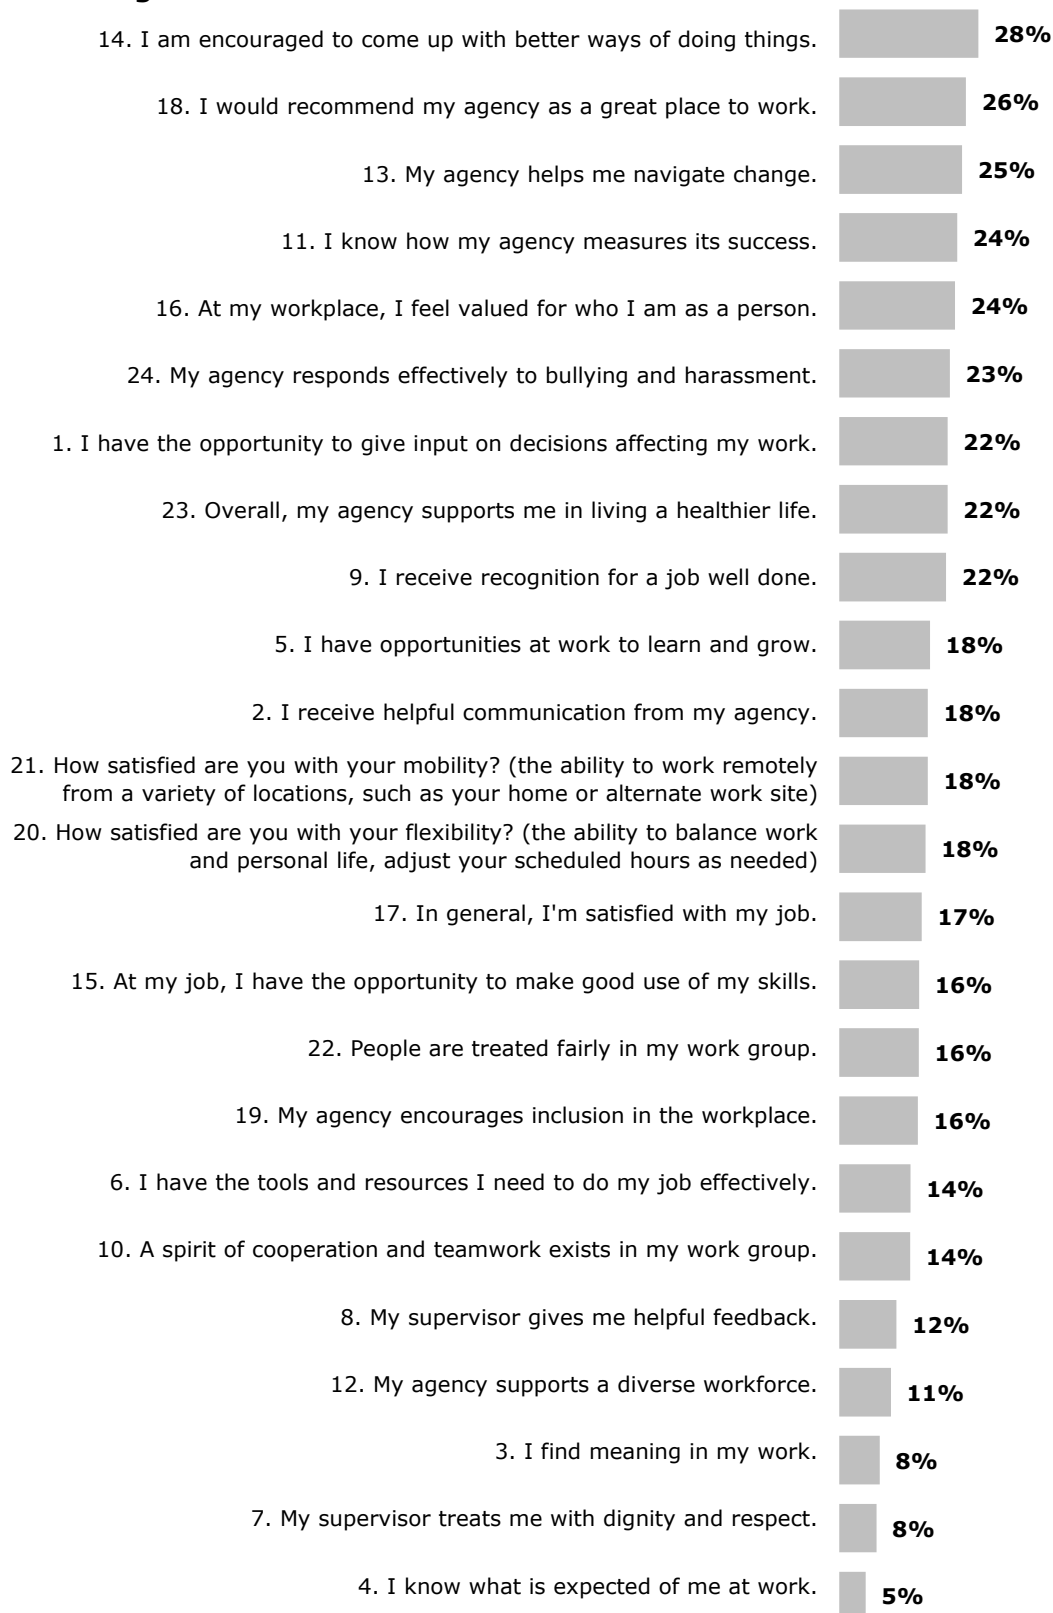 14. I am encouraged to come up with better ways of doing things. 28%
18. I would recommend my agency as a great place to work. 26%
13. My agency helps me navigate change. 25%
11. I know how my agency measures its success. 24%
16. At my workplace, I feel valued for who I am as a person. 24%
24. My agency responds effectively to bullying and harassment. 23%
1. I have the opportunity to give input on decisions affecting my work. 22%
23. Overall, my agency supports me in living a healthier life. 22%
9. I receive recognition for a job well done. 22%
5. I have opportunities at work to learn and grow. 18%
2. I receive helpful communication from my agency. 18%
21. How satisfied are you with your mobility? (the ability to work remotely
from a variety of locations, such as your home or alternate work site) 18%
20. How satisfied are you with your flexibility? (the ability to balance work
and personal life, adjust your scheduled hours as needed) 18%
17. In general, I'm satisfied with my job. 17%
15. At my job, I have the opportunity to make good use of my skills. 16%
22. People are treated fairly in my work group. 16%
19. My agency encourages inclusion in the workplace. 16%
6. I have the tools and resources I need to do my job effectively. 14%
10. A spirit of cooperation and teamwork exists in my work group. 14%
8. My supervisor gives me helpful feedback. 12%
12. My agency supports a diverse workforce. 11%
3. I find meaning in my work. 8%
7. My supervisor treats me with dignity and respect. 8%
4. I know what is expected of me at work. 5%